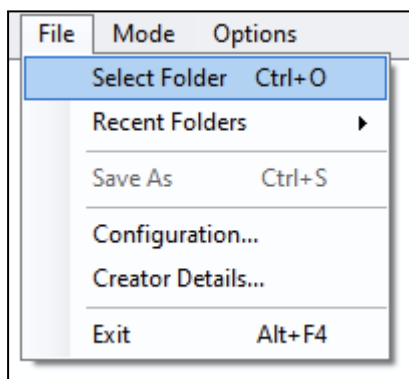 File Mode Options
Select Folder Ctrl+O
Recent Folders
Save As Ctrl+S
Configuration...
Creator Details...
Exit Alt+F4